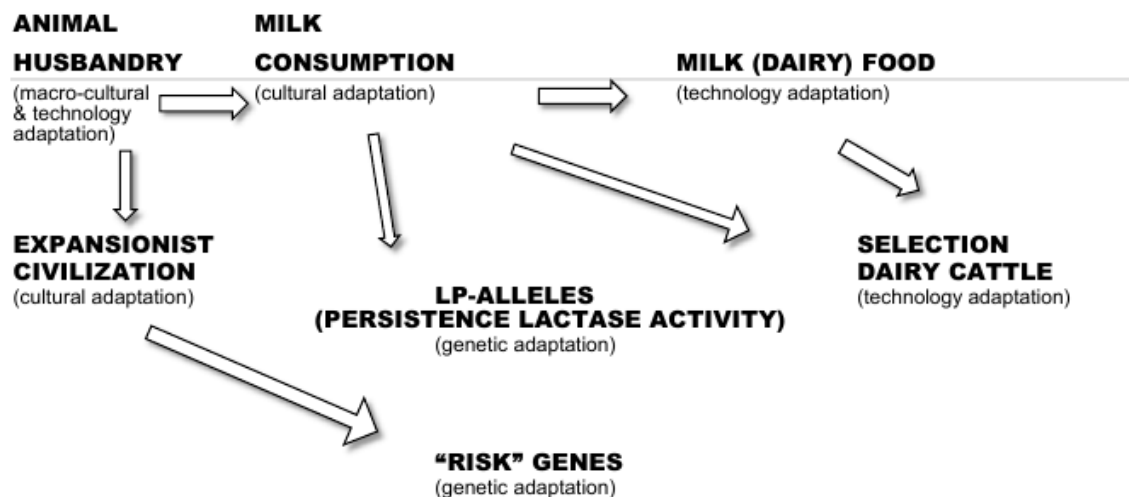 ANIMAL
HUSBANDRY
(macro-cultural
& technology
adaptation)
MILK
CONSUMPTION
(cultural adaptation)
MILK (DAIRY) FOOD
(technology adaptation)
EXPANSIONIST
CIVILIZATION
(cultural adaptation)
LP-ALLELES
(PERSISTENCE LACTASE ACTIVITY)
(genetic adaptation)
SELECTION
DAIRY CATTLE
(technology adaptation)
“RISK” GENES
(genetic adaptation)